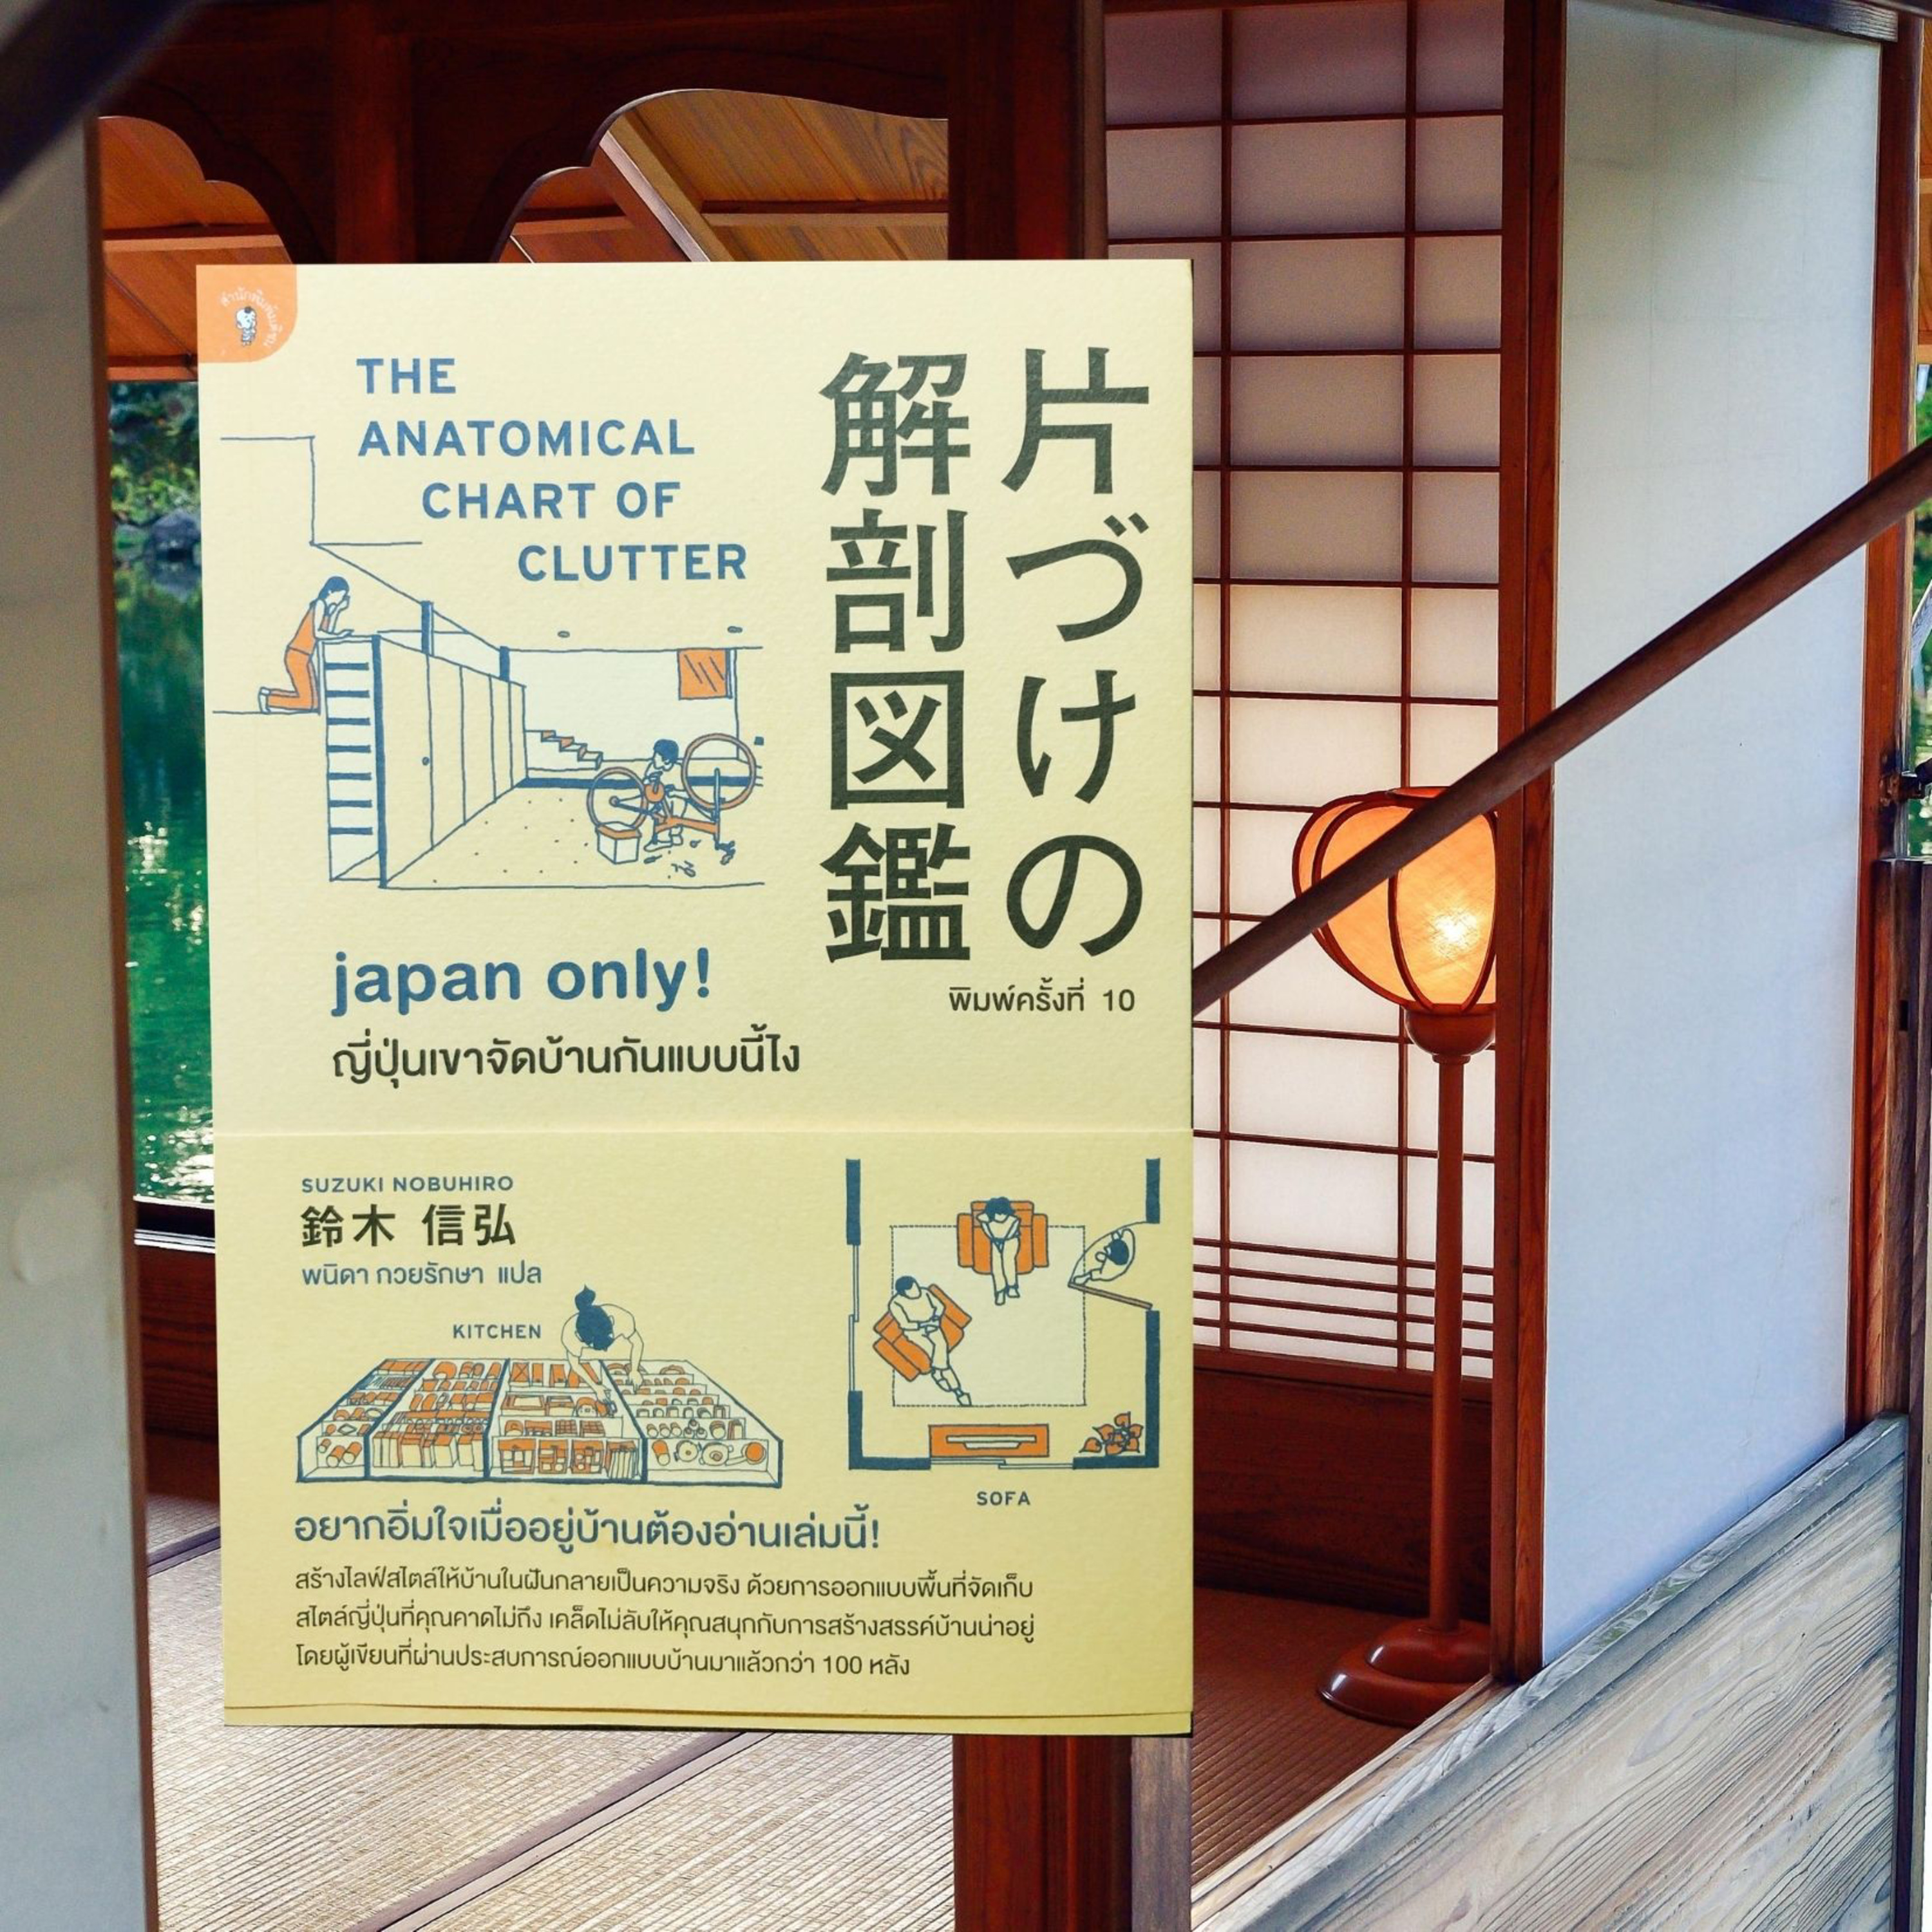 สำนักพิมพ์วงกลม
THE
ANATOMICAL
CHART OF
CLUTTER
片づけの
解剖図鑑
japan only!
พิมพ์ครั้งที่ 10
ญี่ปุ่นเขาจัดบ้านกันแบบนี้ไง
SUZUKI NOBUHIRO
鈴木 信弘
พนิดา กวยรักษา แปล
KITCHEN
SOFA
อยากอิ่มใจเมื่ออยู่บ้านต้องอ่านเล่มนี้!
สร้างไลฟ์สไตล์ให้บ้านในฝันกลายเป็นความจริง ด้วยการออกแบบพื้นที่จัดเก็บ
สไตล์ญี่ปุ่นที่คุณคาดไม่ถึง เคล็ดไม่ลับให้คุณสนุกกับการสร้างสรรค์บ้านน่าอยู่
โดยผู้เขียนที่ผ่านประสบการณ์ออกแบบบ้านมาแล้วกว่า 100 หลัง